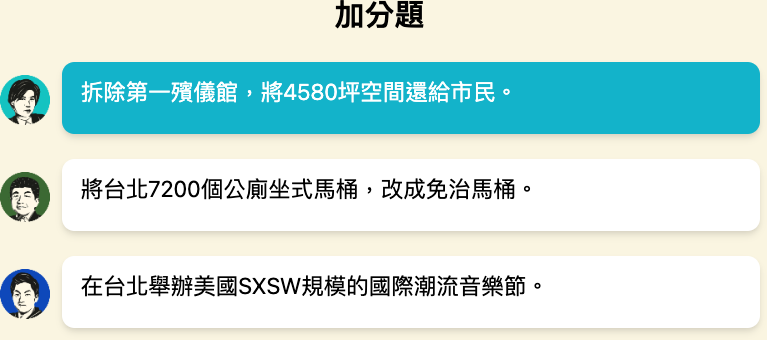 加分題
拆除第一殯儀館，將4580坪空間還給市民。
將台北7200個公廁坐式馬桶，改成免治馬桶。
在台北舉辦美國SXSW規模的國際潮流音樂節。